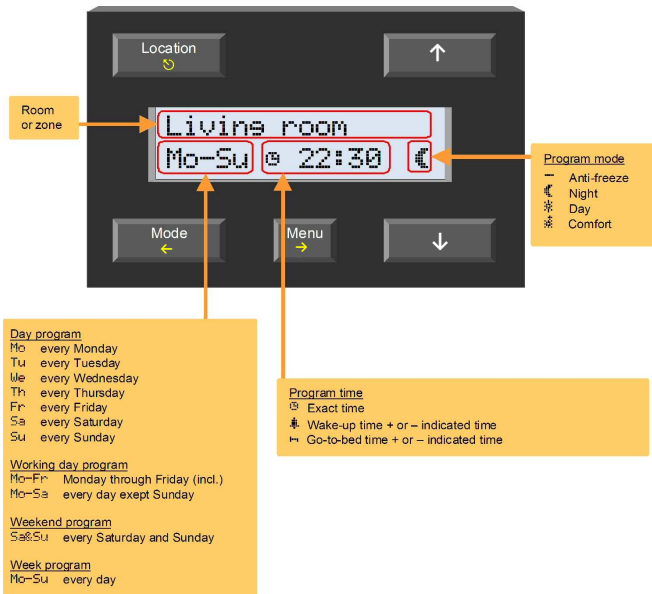 Location
↑
Room
or zone
Living room
Mo-Su 22:30
Program mode
– Anti-freeze
Night
Day
Comfort
Mode
←
Menu
→
↓
Day program
Mo every Monday
Tu every Tuesday
We every Wednesday
Th every Thursday
Fr every Friday
Sa every Saturday
Su every Sunday
Working day program
Mo-Fr Monday through Friday (incl.)
Mo-Sa every day exept Sunday
Weekend program
Sa&Su every Saturday and Sunday
Week program
Mo-Su every day
Program time
Exact time
Wake-up time + or – indicated time
Go-to-bed time + or – indicated time